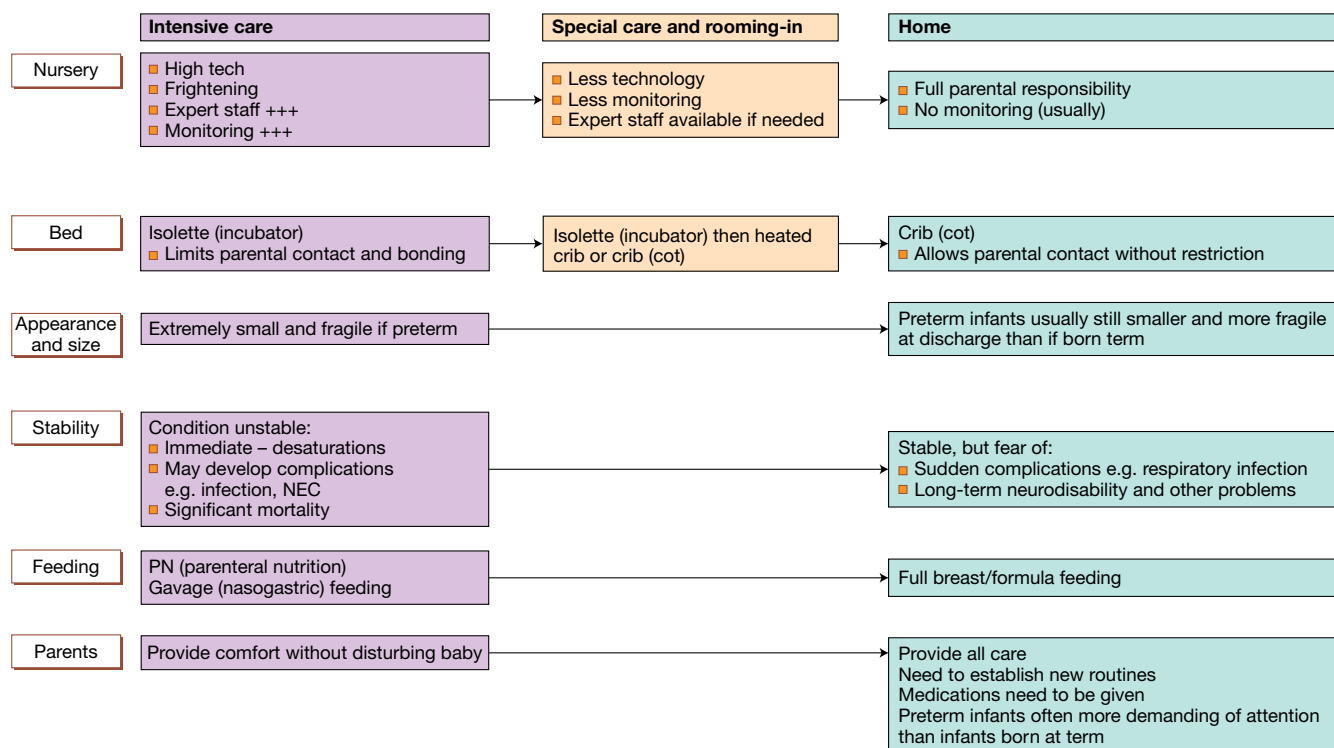 Intensive care
Special care and rooming-in
Home
Nursery
High tech
Frightening
Expert staff +++
Monitoring +++
Less technology
Less monitoring
Expert staff available if needed
Full parental responsibility
No monitoring (usually)
Bed
Isolette (incubator)
Limits parental contact and bonding
Isolette (incubator) then heated
crib or crib (cot)
Crib (cot)
Allows parental contact without restriction
Appearance
and size
Extremely small and fragile if preterm
Preterm infants usually still smaller and more fragile
at discharge than if born term
Stability
Condition unstable:
Immediate – desaturations
May develop complications
e.g. infection, NEC
Significant mortality
Stable, but fear of:
Sudden complications e.g. respiratory infection
Long-term neurodisability and other problems
Feeding
PN (parenteral nutrition)
Gavage (nasogastric) feeding
Full breast/formula feeding
Parents
Provide comfort without disturbing baby
Provide all care
Need to establish new routines
Medications need to be given
Preterm infants often more demanding of attention
than infants born at term